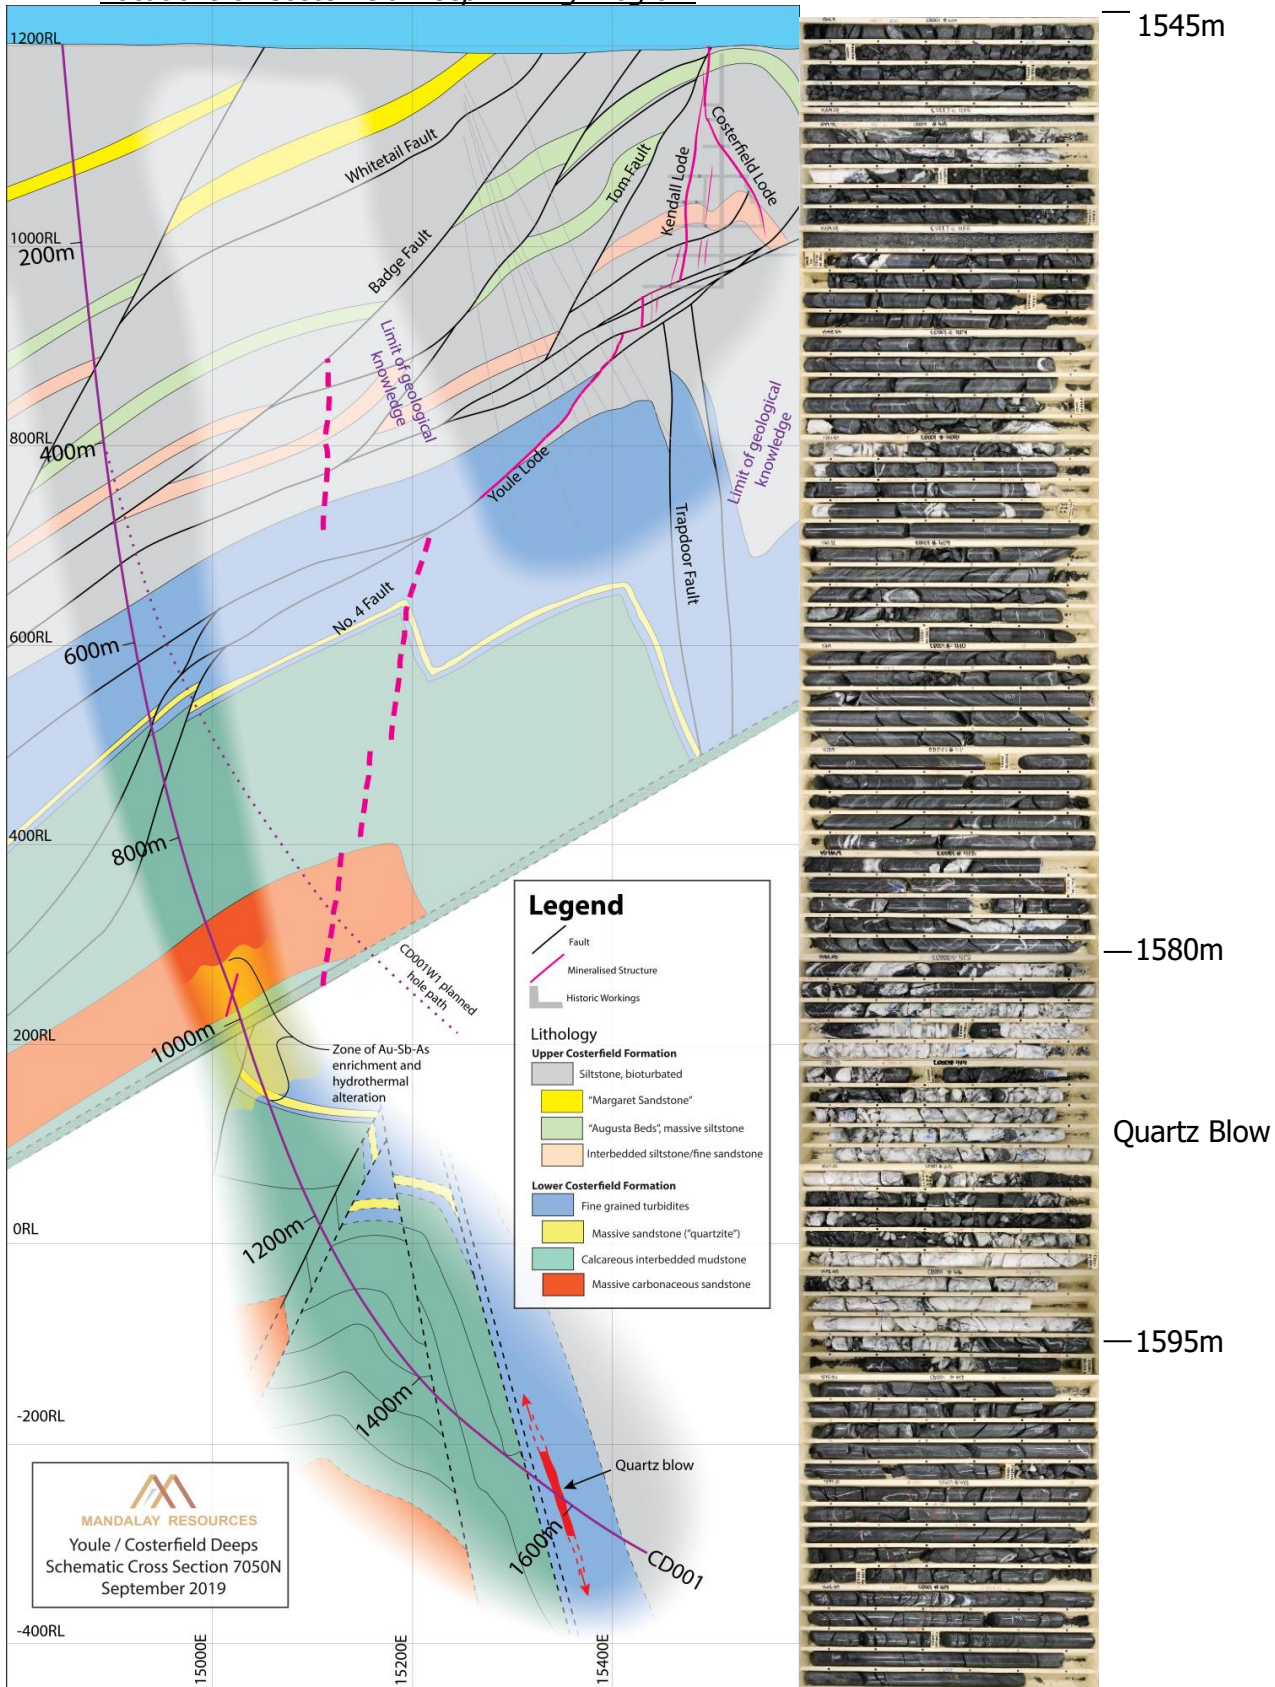 1200RL
1545m
Whitetail Fault
Tom Fault
Costerfield Lode
Kendall Lode
1000RL
200m
Badge Fault
Limit of geological
knowledge
Limit of geological
knowledge
800RL
400m
Youle Lode
Trapdoor Fault
No. 4 Fault
600RL
600m
400RL
800m
CD001W1 planned
hole path
1580m
200RL
1000m
Zone of Au-Sb-As
enrichment and
hydrothermal
alteration
Legend
Fault
Mineralised Structure
Historic Workings
Lithology
Upper Costerfield Formation
Siltstone, bioturbated
"Margaret Sandstone"
"Augusta Beds", massive siltstone
Interbedded siltstone/fine sandstone
Lower Costerfield Formation
Fine grained turbidites
Massive sandstone ("quartzite")
Calcareous interbedded mudstone
Massive carbonaceous sandstone
Quartz Blow
0RL
1200m
1595m
1400m
-200RL
Quartz blow
1600m
CD001
MANDALAY RESOURCES
Youle / Costerfield Deeps
Schematic Cross Section 7050N
September 2019
-400RL
15000E
15200E
15400E